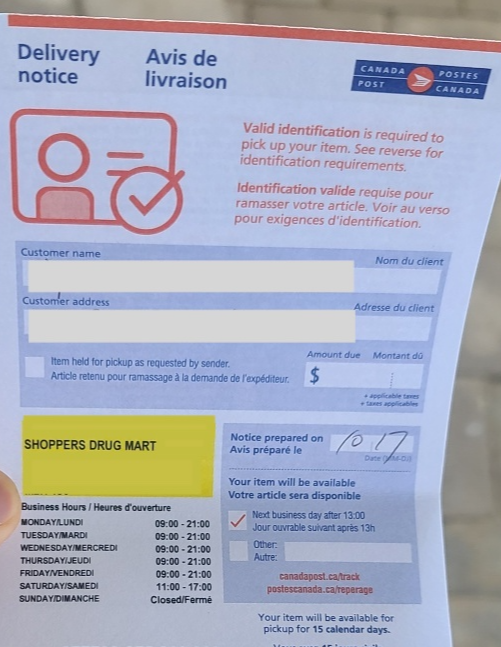 Delivery notice
Avis de livraison
CANADA POST
POSTES CANADA
Valid identification is required to
pick up your item. See reverse for
identification requirements.
Identification valide requise pour
ramasser votre article. Voir au verso
pour exigences d'identification.
Customer name
Nom du client
Customer address
Adresse du client
Item held for pickup as requested by sender.
Article retenu pour ramassage à la demande de l'expéditeur.
Amount due Montant dû
$
+ applicable taxes
+ taxes applicables
SHOPPERS DRUG MART
Notice prepared on
Avis préparé le
10 17
Date (MM-DJ)
Your item will be available
Votre article sera disponible
Next business day after 13:00
Jour ouvrable suivant après 13h
Other:
Autre:
canadapost.ca/track
postescanada.ca/reperage
Business Hours / Heures d'ouverture
MONDAY/LUNDI 09:00 - 21:00
TUESDAY/MARDI 09:00 - 21:00
WEDNESDAY/MERCREDI 09:00 - 21:00
THURSDAY/JEUDI 09:00 - 21:00
FRIDAY/VENDREDI 09:00 - 21:00
SATURDAY/SAMEDI 11:00 - 17:00
SUNDAY/DIMANCHE Closed/Fermé
Your item will be available for
pickup for 15 calendar days.